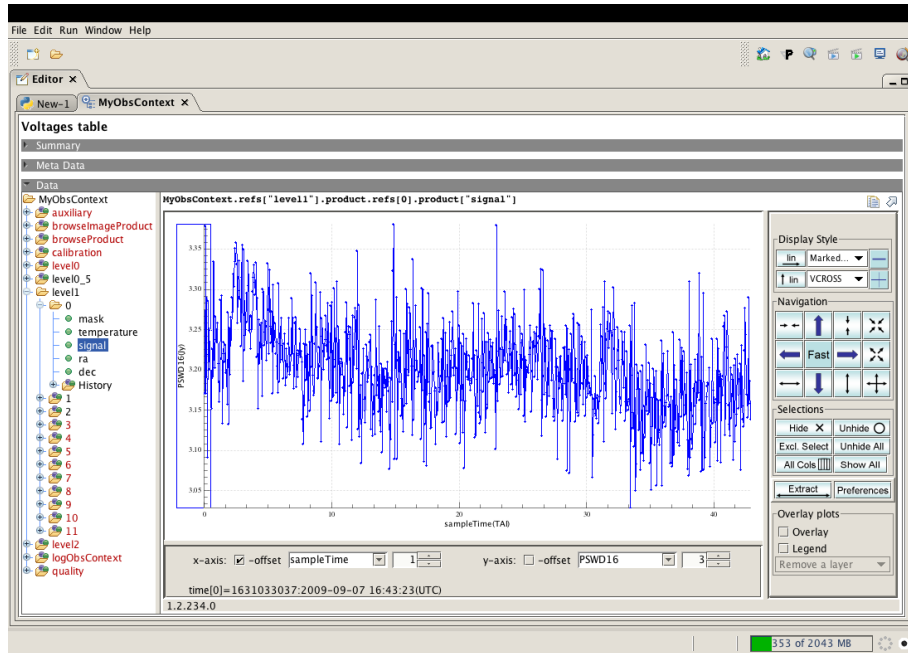 File Edit Run Window Help
Editor ×
New-1 MyObsContext ×
Voltages table
Summary
Meta Data
Data
MyObsContext
auxiliary
browseImageProduct
browseProduct
calibration
level0
level0_5
level1
0
mask
temperature
signal
ra
dec
History
1
2
3
4
5
6
7
8
9
10
11
level2
logObsContext
quality
MyObsContext.refs["level1"].product.refs[0].product["signal"]
PSWD16(Jy)
3.35
3.30
3.25
3.20
3.15
3.10
3.05
0 10 20 30 40
sampleTime(TAI)
x-axis: -offset sampleTime 1 y-axis: -offset PSWD16 3
time[0]=1631033037:2009-09-07 16:43:23(UTC)
1.2.234.0
Display Style
lin Marked...
lin VCROSS
Navigation
Fast
Selections
Hide X Unhide
Excl. Select Unhide All
All Cols Show All
Extract Preferences
Overlay plots
Overlay
Legend
Remove a layer
353 of 2043 MB